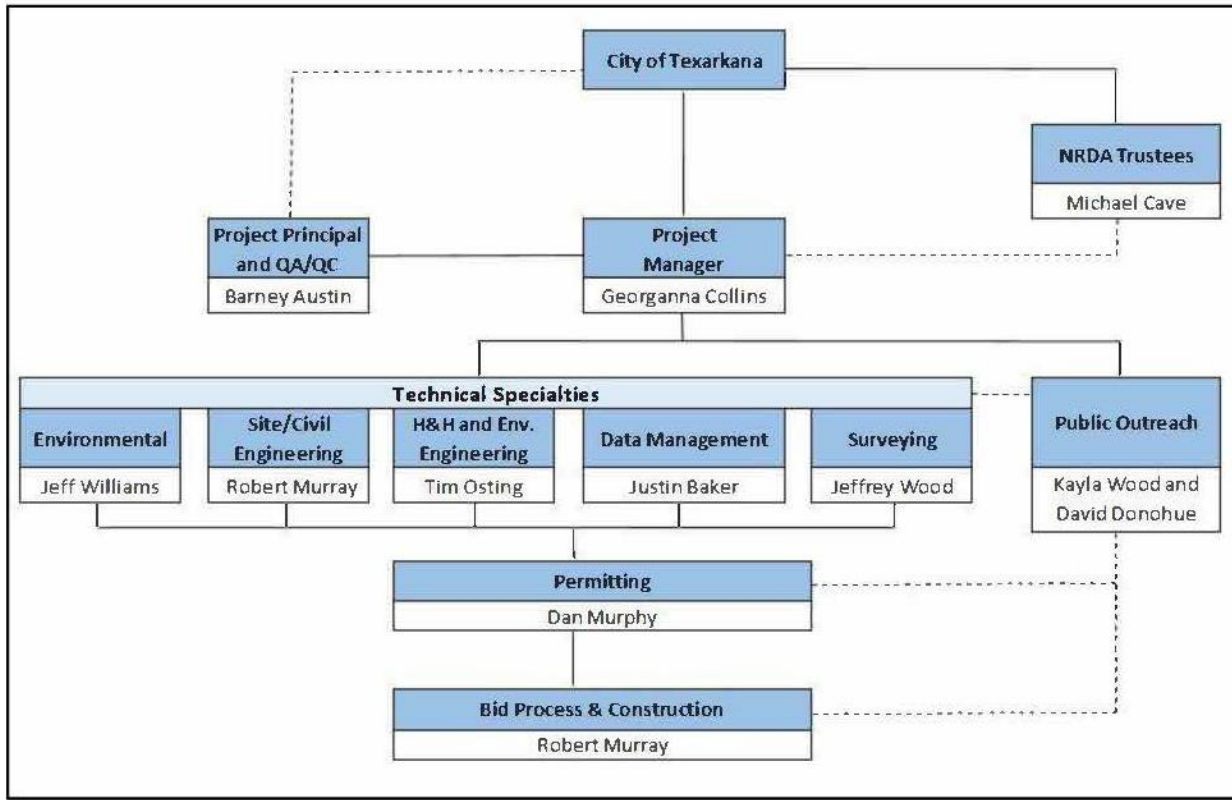 City of Texarkana
NRDA Trustees
Michael Cave
Project Principal
and QA/QC
Barney Austin
Project
Manager
Georganna Collins
Technical Specialties
Environmental
Jeff Williams
Site/Civil
Engineering
Robert Murray
H&H and Env.
Engineering
Tim Osting
Data Management
Justin Baker
Surveying
Jeffrey Wood
Public Outreach
Kayla Wood and
David Donohue
Permitting
Dan Murphy
Bid Process & Construction
Robert Murray